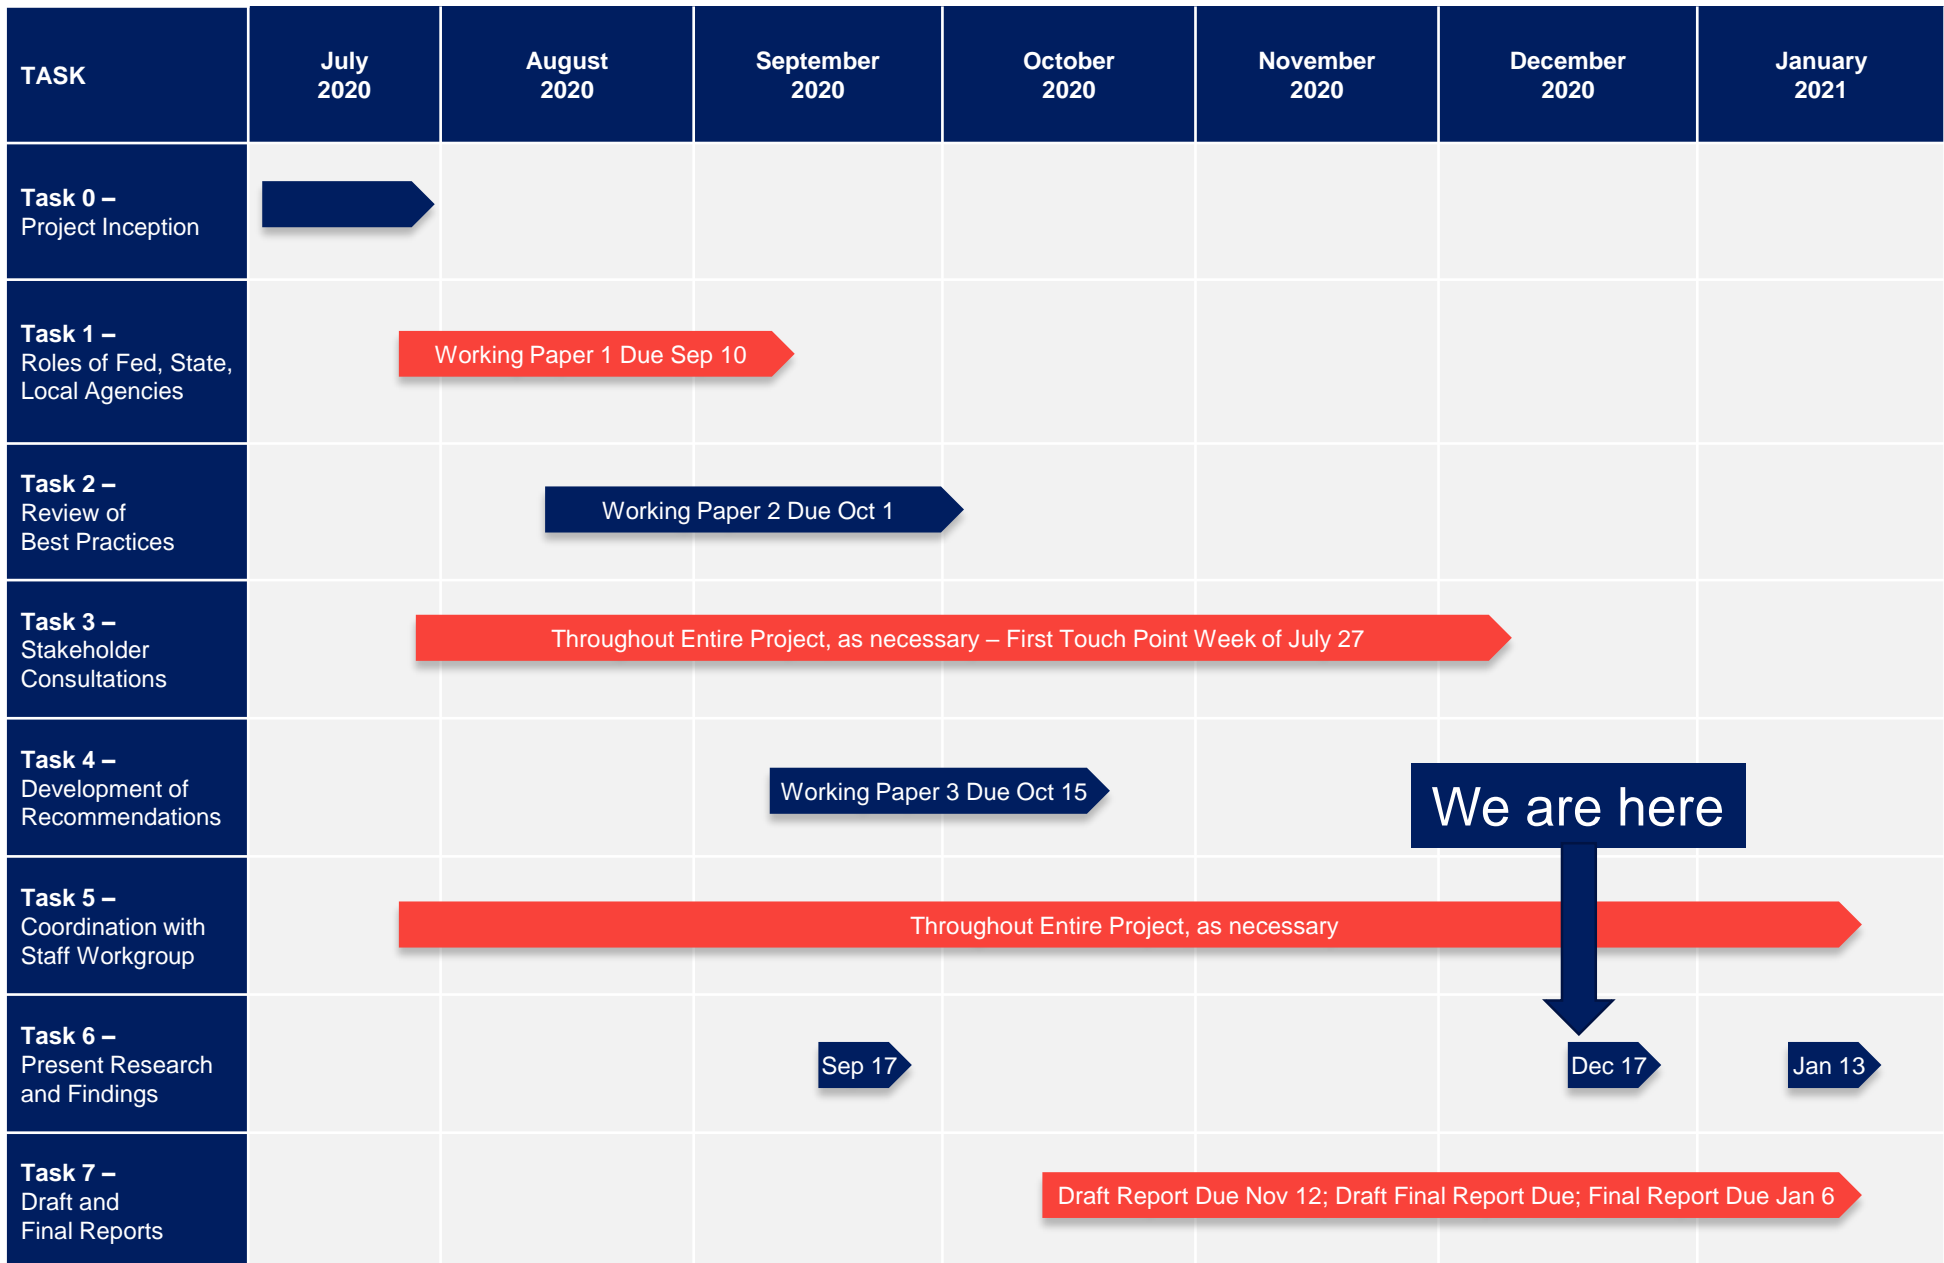 TASK
July
2020
August
2020
September
2020
October
2020
November
2020
December
2020
January
2021
Task 0 –
Project Inception
Task 1 –
Roles of Fed, State,
Local Agencies
Working Paper 1 Due Sep 10
Task 2 –
Review of
Best Practices
Working Paper 2 Due Oct 1
Task 3 –
Stakeholder
Consultations
Throughout Entire Project, as necessary – First Touch Point Week of July 27
Task 4 –
Development of
Recommendations
Working Paper 3 Due Oct 15
We are here
Task 5 –
Coordination with
Staff Workgroup
Throughout Entire Project, as necessary
Task 6 –
Present Research
and Findings
Sep 17
Dec 17
Jan 13
Task 7 –
Draft and
Final Reports
Draft Report Due Nov 12; Draft Final Report Due; Final Report Due Jan 6